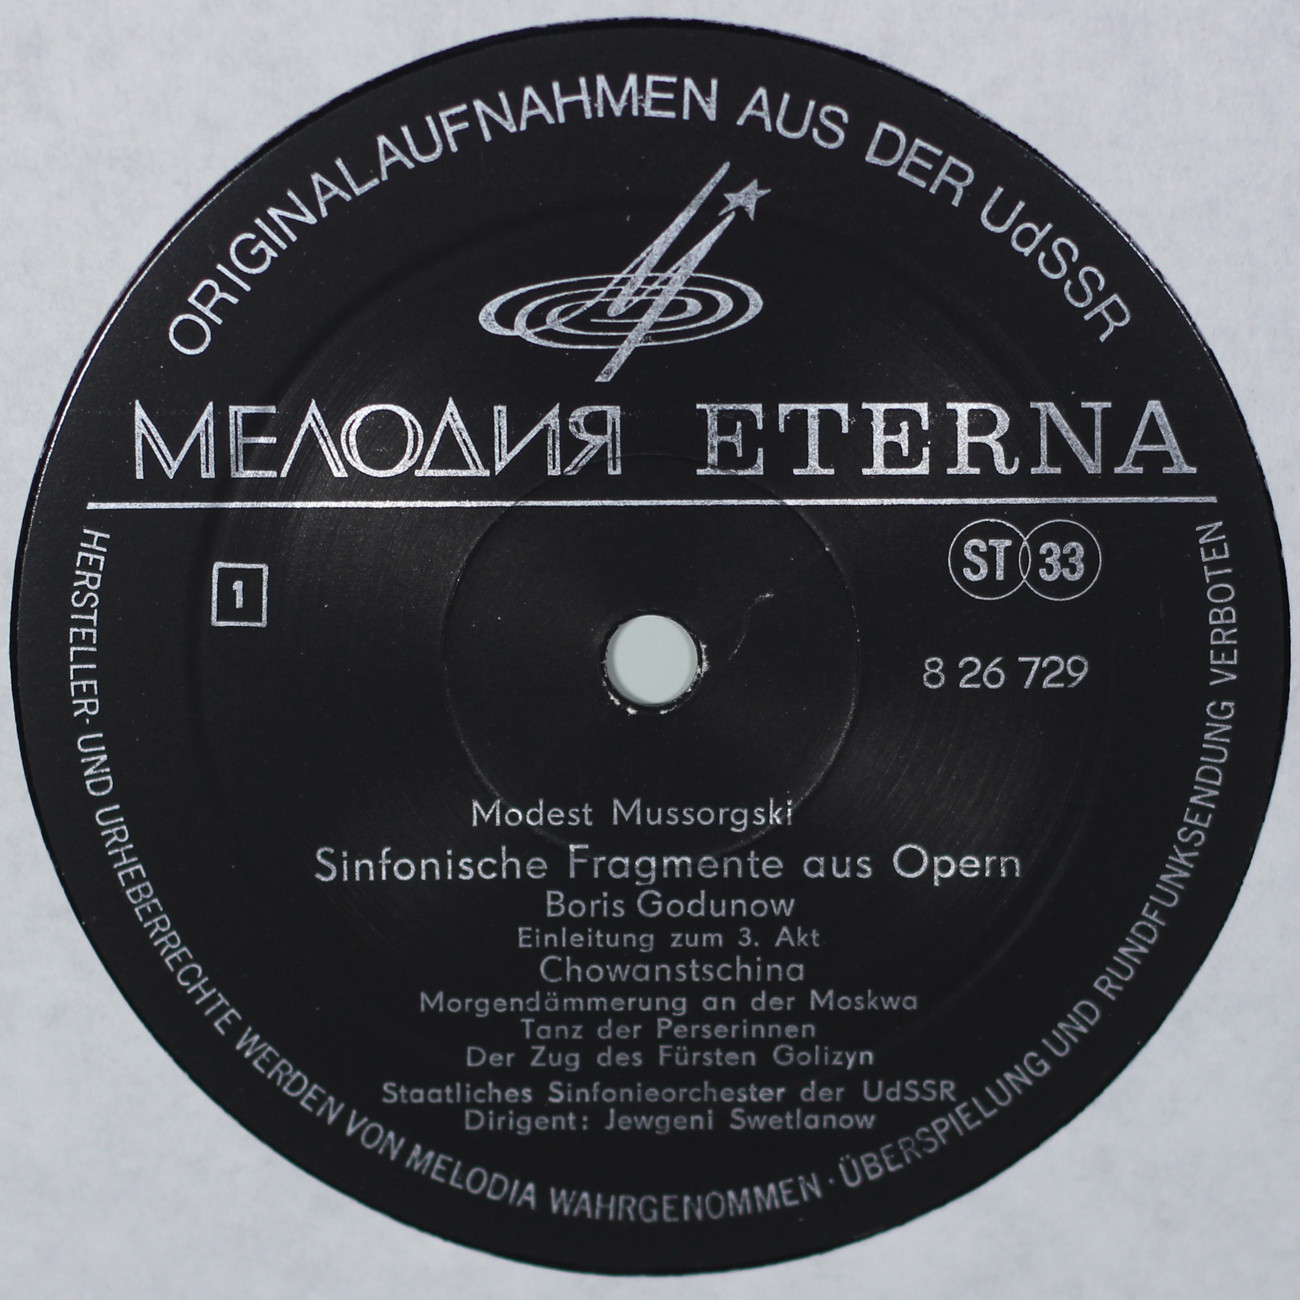 ORIGINALAUFNAHMEN AUS DER UdSSR
МЕЛОДИЯ ETERNA
ST 33
1
8 26 729
Modest Mussorgski
Sinfonische Fragmente aus Opern
Boris Godunow
Einleitung zum 3. Akt
Chowanstschina
Morgendämmerung an der Moskwa
Tanz der Perserinnen
Der Zug des Fürsten Golizyn
Staatliches Sinfonieorchester der UdSSR
Dirigent: Jewgeni Swetlanow
HERSTELLER- UND URHEBERRECHTE WERDEN VON MELODIA WAHRGENOMMEN · ÜBERSPIELUNG UND RUNDFUNKSENDUNG VERBOTEN